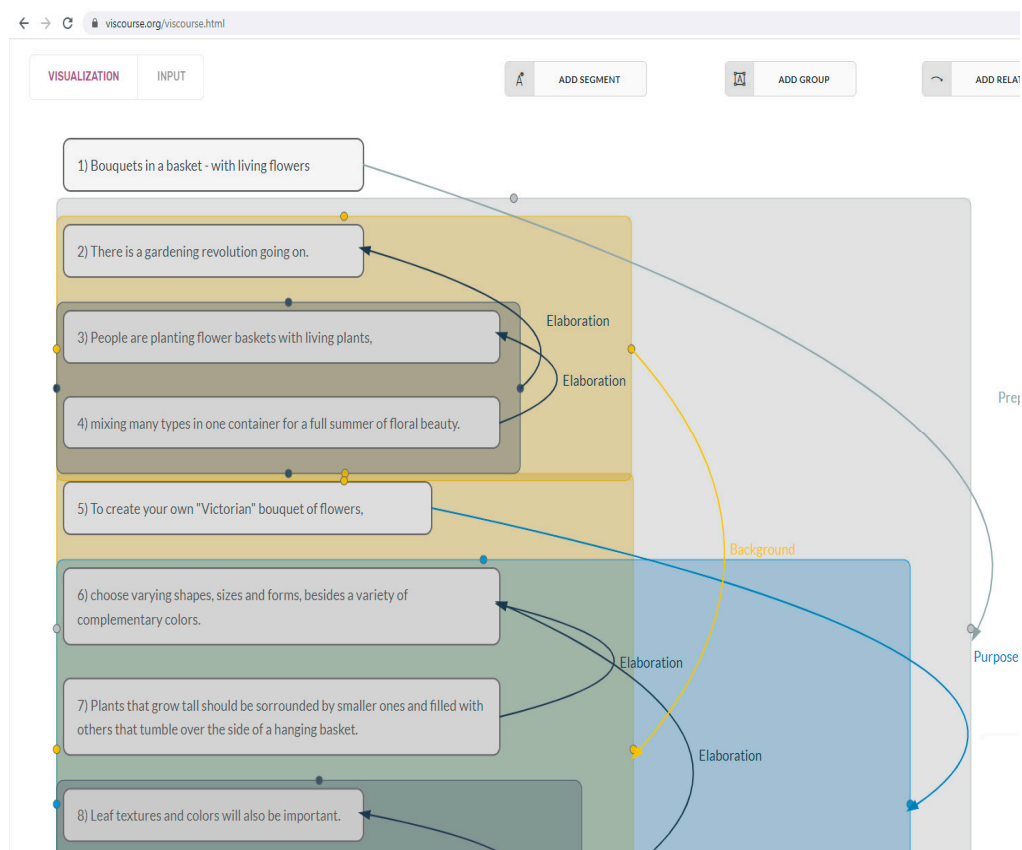 viscourse.org/viscourse.html
VISUALIZATION
INPUT
ADD SEGMENT
ADD GROUP
ADD RELAT
1) Bouquets in a basket - with living flowers
2) There is a gardening revolution going on.
3) People are planting flower baskets with living plants,
Elaboration
Elaboration
4) mixing many types in one container for a full summer of floral beauty.
Prep
5) To create your own "Victorian" bouquet of flowers,
Background
6) choose varying shapes, sizes and forms, besides a variety of
complementary colors.
Elaboration
Purpose
7) Plants that grow tall should be sorrounded by smaller ones and filled with
others that tumble over the side of a hanging basket.
Elaboration
8) Leaf textures and colors will also be important.